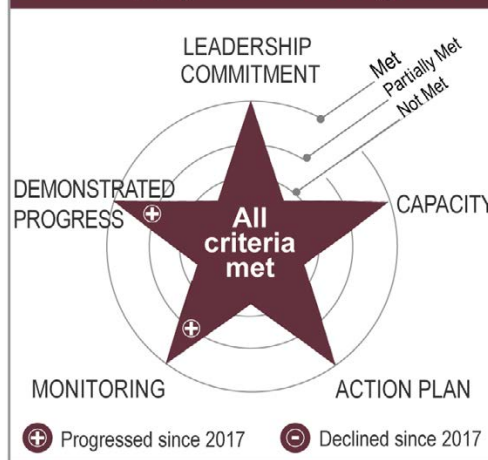 LEADERSHIP
COMMITMENT
Met
Partially Met
Not Met
DEMONSTRATED
PROGRESS
All
criteria
met
CAPACITY
MONITORING
ACTION PLAN
Progressed since 2017
Declined since 2017